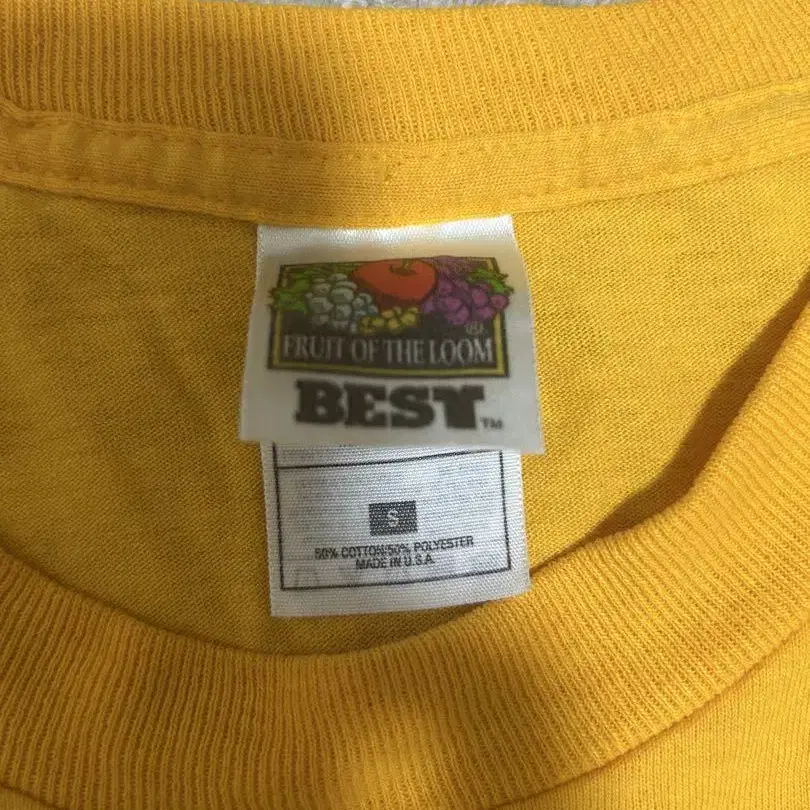 ®
FRUIT OF THE LOOM
BEST™
S
50% COTTON/50% POLYESTER
MADE IN U.S.A.